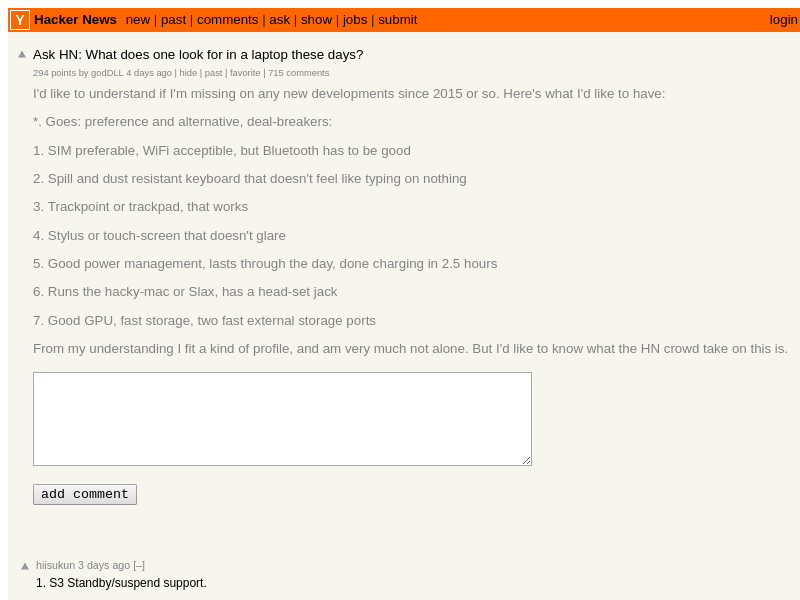 Y Hacker News new | past | comments | ask | show | jobs | submit login
Ask HN: What does one look for in a laptop these days?
294 points by godDLL 4 days ago | hide | past | favorite | 715 comments
I'd like to understand if I'm missing on any new developments since 2015 or so. Here's what I'd like to have:
*. Goes: preference and alternative, deal-breakers:
1. SIM preferable, WiFi acceptible, but Bluetooth has to be good
2. Spill and dust resistant keyboard that doesn't feel like typing on nothing
3. Trackpoint or trackpad, that works
4. Stylus or touch-screen that doesn't glare
5. Good power management, lasts through the day, done charging in 2.5 hours
6. Runs the hacky-mac or Slax, has a head-set jack
7. Good GPU, fast storage, two fast external storage ports
From my understanding I fit a kind of profile, and am very much not alone. But I'd like to know what the HN crowd take on this is.
add comment
hiisukun 3 days ago [–]
1. S3 Standby/suspend support.